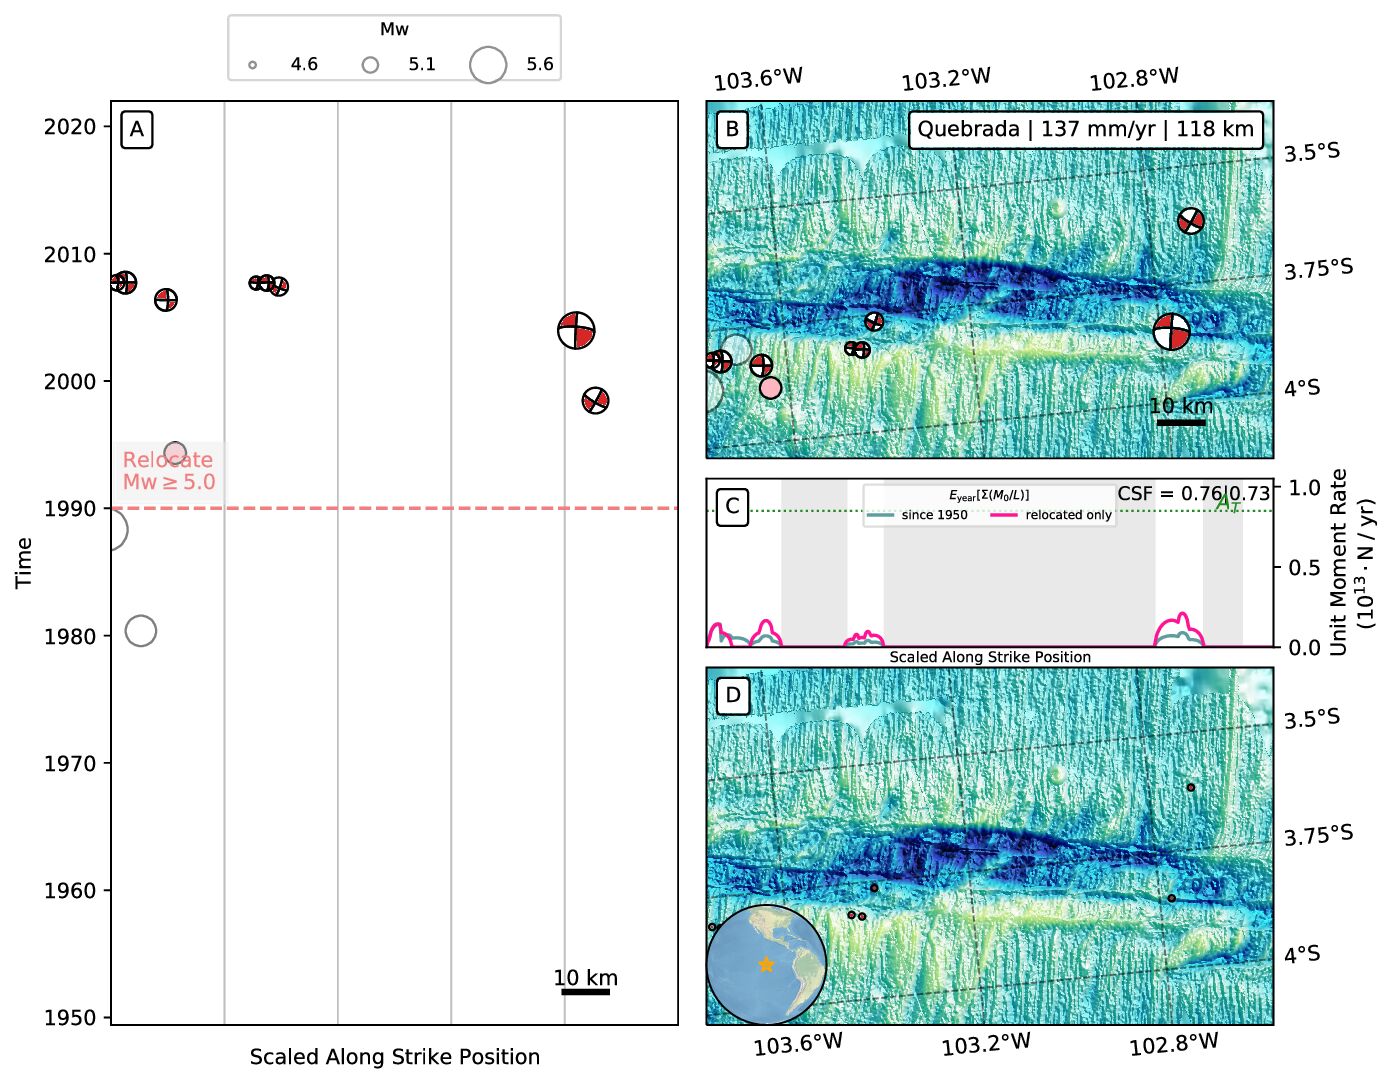 Mw
4.6 5.1 5.6
A
2020
2010
2000
1990
1980
1970
1960
1950
Time
Relocate
Mw ≥ 5.0
10 km
Scaled Along Strike Position
103.6°W 103.2°W 102.8°W
B
Quebrada | 137 mm/yr | 118 km
3.5°S
3.75°S
4°S
10 km
C
E_year[Σ(M_0/L)]
since 1950 relocated only
CSF = 0.76|0.73
A_T
1.0
0.5
0.0
Unit Moment Rate
(10^13 · N / yr)
Scaled Along Strike Position
D
3.5°S
3.75°S
4°S
103.6°W 103.2°W 102.8°W